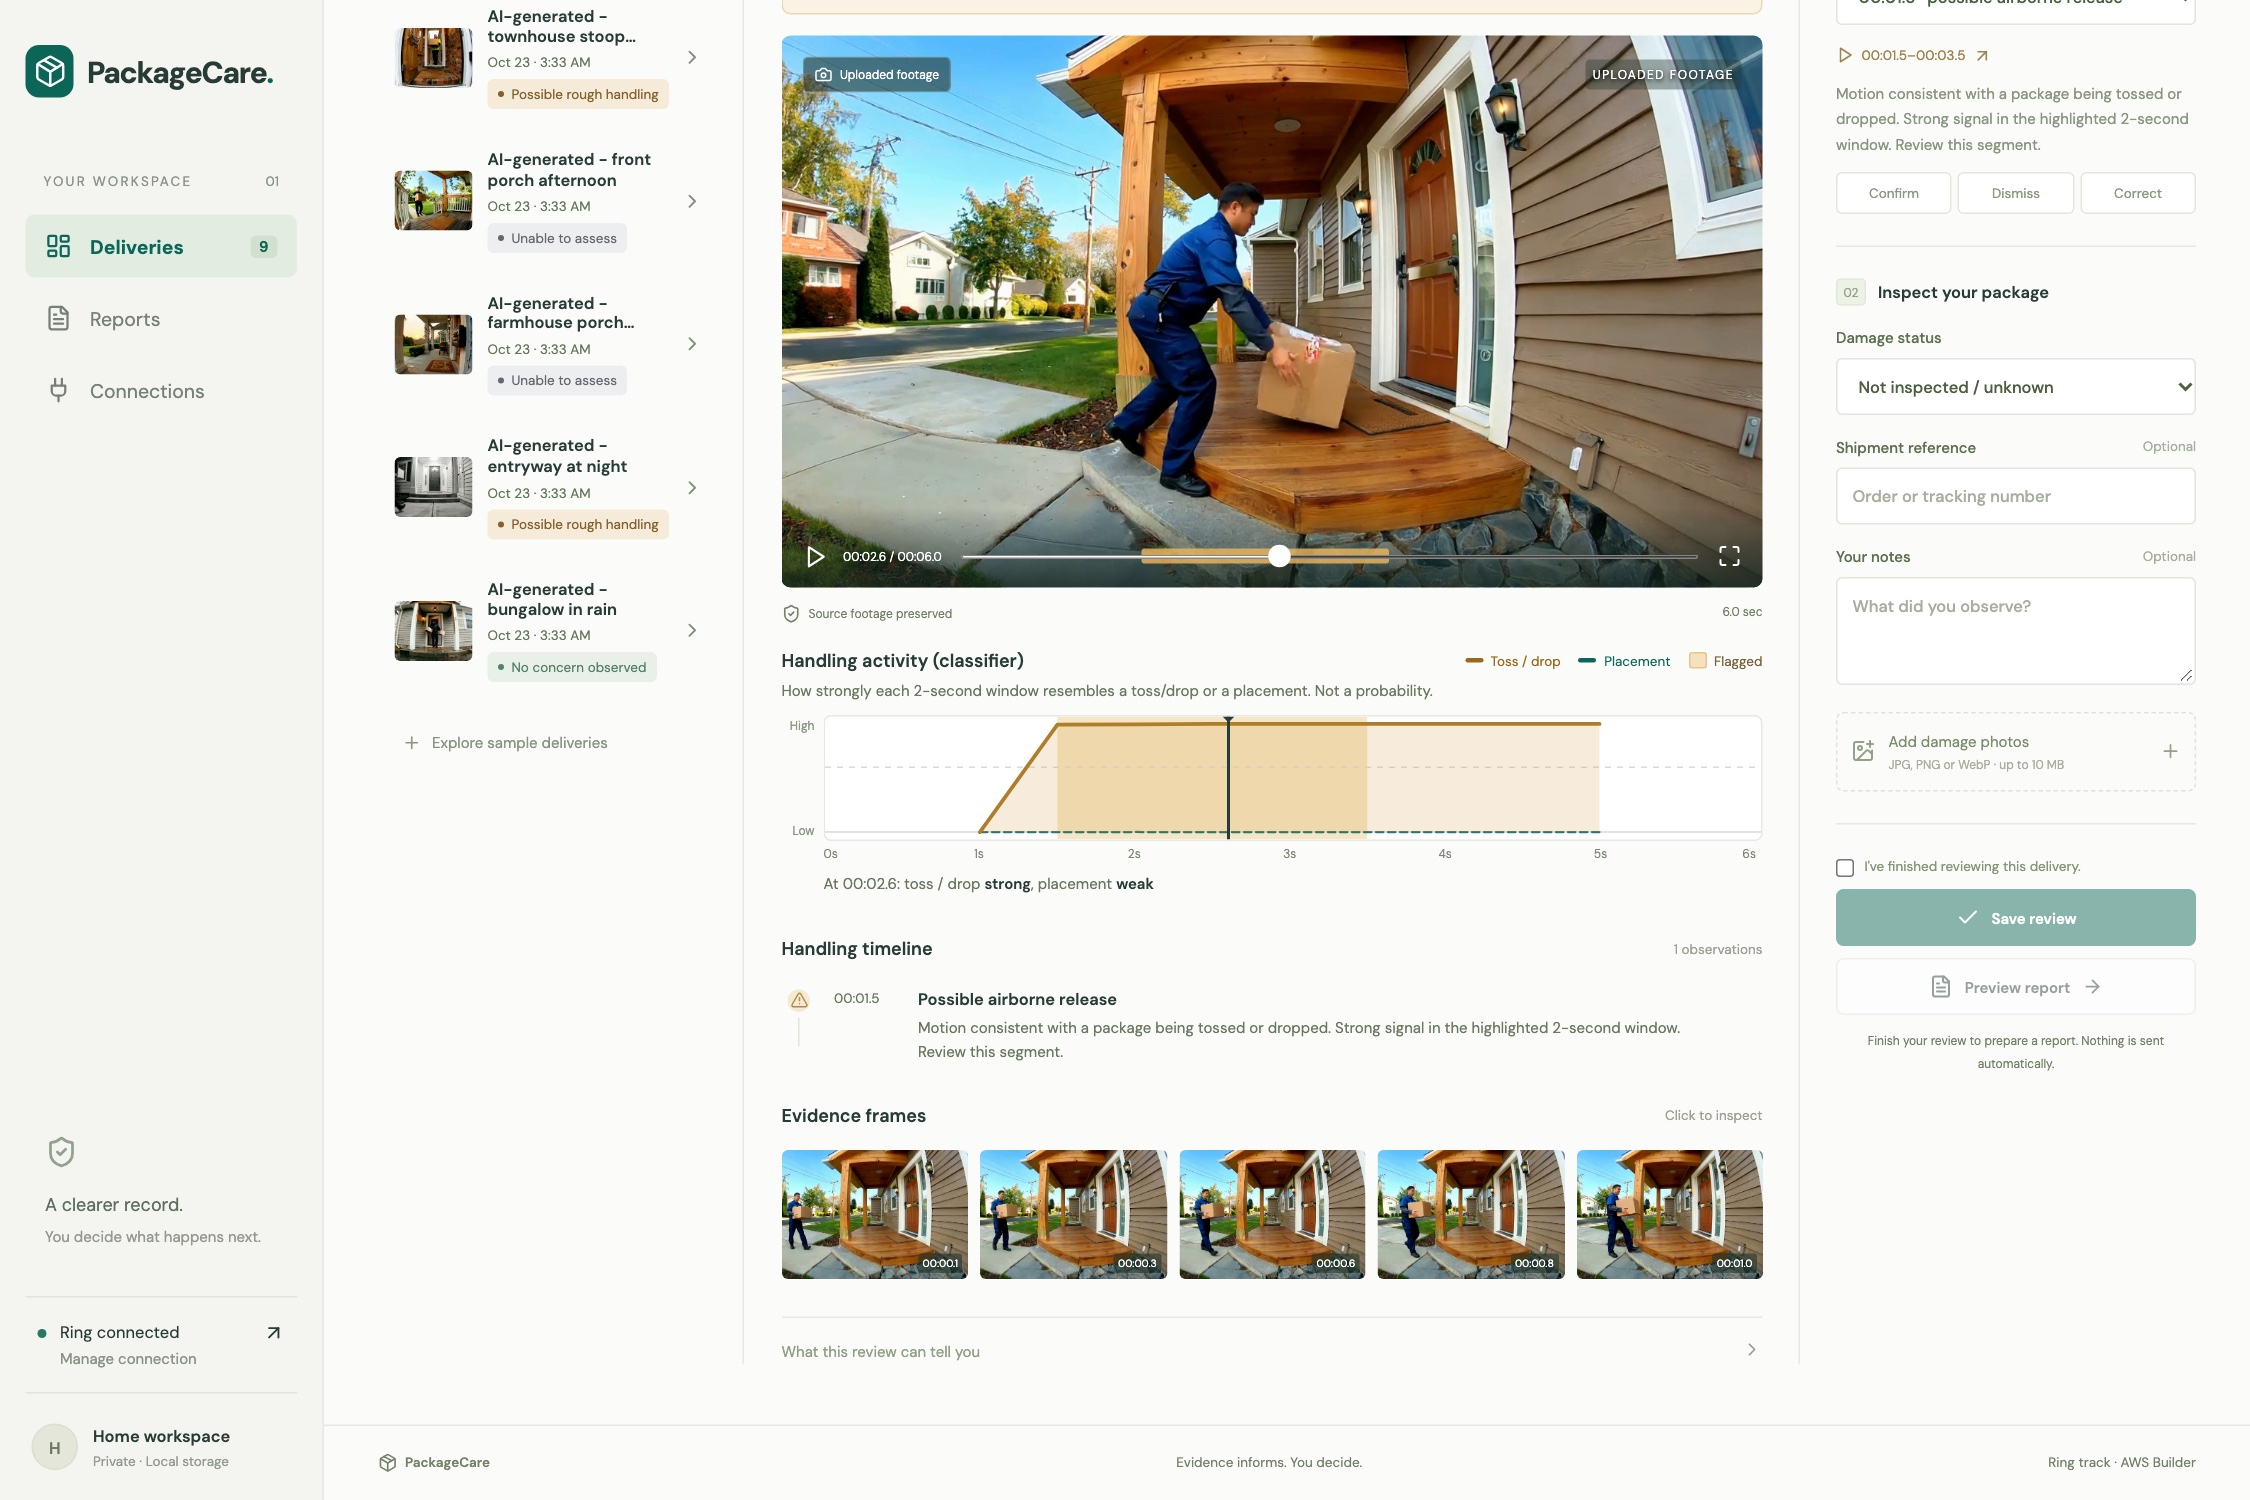 PackageCare.
YOUR WORKSPACE 01
Deliveries 9
Reports
Connections
A clearer record.
You decide what happens next.
Ring connected
Manage connection
H
Home workspace
Private · Local storage
AI-generated -
townhouse stoop...
Oct 23 · 3:33 AM
Possible rough handling
AI-generated - front
porch afternoon
Oct 23 · 3:33 AM
Unable to assess
AI-generated -
farmhouse porch...
Oct 23 · 3:33 AM
Unable to assess
AI-generated -
entryway at night
Oct 23 · 3:33 AM
Possible rough handling
AI-generated -
bungalow in rain
Oct 23 · 3:33 AM
No concern observed
Explore sample deliveries
Uploaded footage
UPLOADED FOOTAGE
00:02.6 / 00:06.0
Source footage preserved
6.0 sec
Handling activity (classifier)
Toss / drop Placement Flagged
How strongly each 2-second window resembles a toss/drop or a placement. Not a probability.
High
Low
0s 1s 2s 3s 4s 5s 6s
At 00:02.6: toss / drop strong, placement weak
Handling timeline
1 observations
00:01.5
Possible airborne release
Motion consistent with a package being tossed or dropped. Strong signal in the highlighted 2-second window.
Review this segment.
Evidence frames
Click to inspect
00:00.1
00:00.3
00:00.6
00:00.8
00:01.0
What this review can tell you
00:01.5 possible airborne release
00:01.5–00:03.5
Motion consistent with a package being tossed or
dropped. Strong signal in the highlighted 2-second
window. Review this segment.
Confirm
Dismiss
Correct
02 Inspect your package
Damage status
Not inspected / unknown
Shipment reference Optional
Order or tracking number
Your notes Optional
What did you observe?
Add damage photos
JPG, PNG or WebP · up to 10 MB
I've finished reviewing this delivery.
Save review
Preview report
Finish your review to prepare a report. Nothing is sent
automatically.
PackageCare
Evidence informs. You decide.
Ring track · AWS Builder